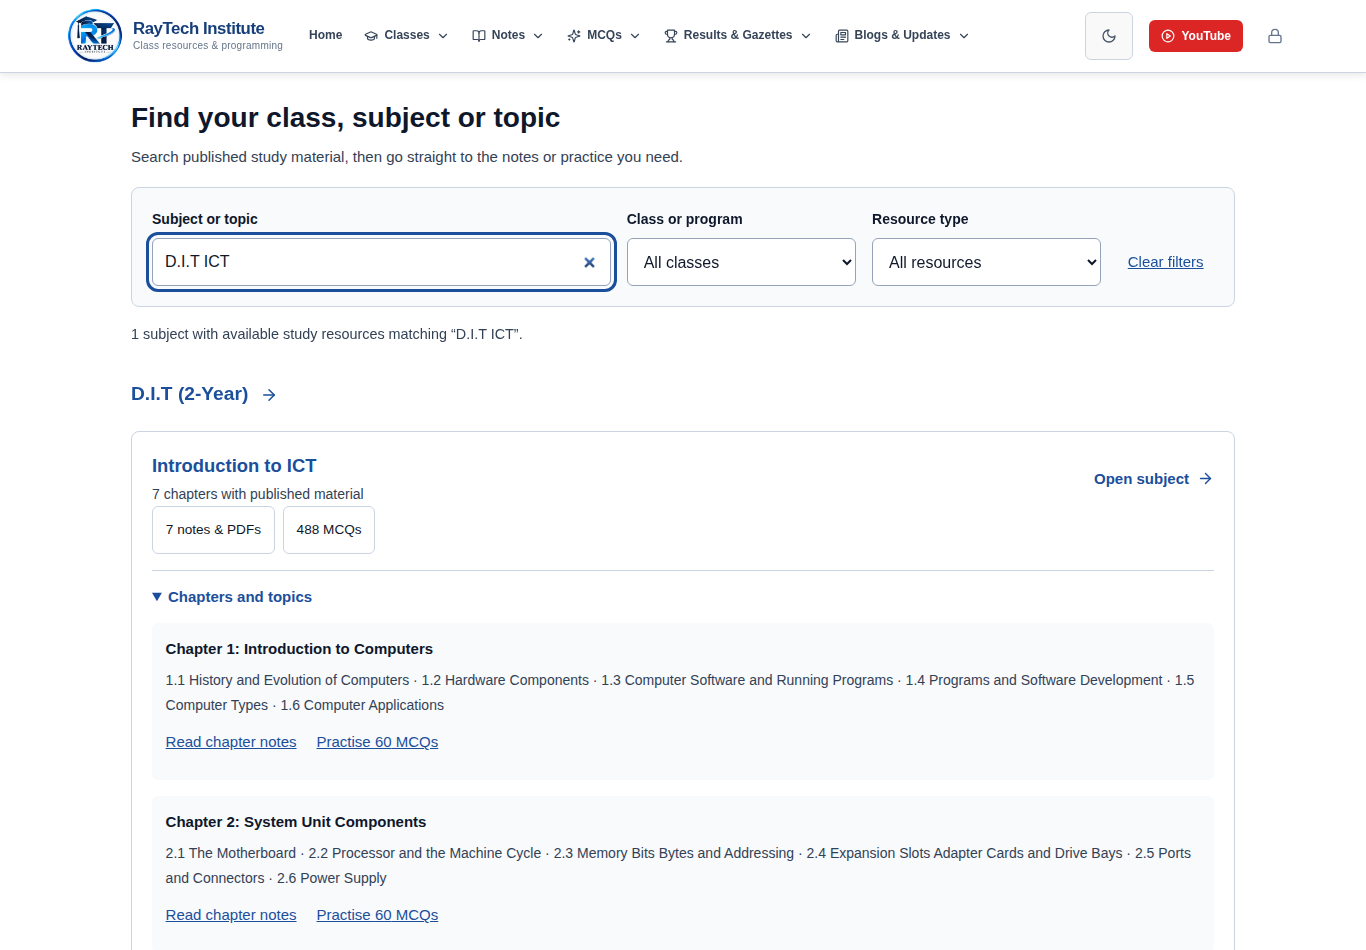 RT
RAYTECH
INSTITUTE
RayTech Institute
Class resources & programming
Home
Classes
Notes
MCQs
Results & Gazettes
Blogs & Updates
YouTube
Find your class, subject or topic
Search published study material, then go straight to the notes or practice you need.
Subject or topic
Class or program
Resource type
D.I.T ICT
All classes
All resources
Clear filters
1 subject with available study resources matching “D.I.T ICT”.
D.I.T (2-Year)
Introduction to ICT
7 chapters with published material
Open subject
7 notes & PDFs
488 MCQs
Chapters and topics
Chapter 1: Introduction to Computers
1.1 History and Evolution of Computers · 1.2 Hardware Components · 1.3 Computer Software and Running Programs · 1.4 Programs and Software Development · 1.5
Computer Types · 1.6 Computer Applications
Read chapter notes
Practise 60 MCQs
Chapter 2: System Unit Components
2.1 The Motherboard · 2.2 Processor and the Machine Cycle · 2.3 Memory Bits Bytes and Addressing · 2.4 Expansion Slots Adapter Cards and Drive Bays · 2.5 Ports
and Connectors · 2.6 Power Supply
Read chapter notes
Practise 60 MCQs